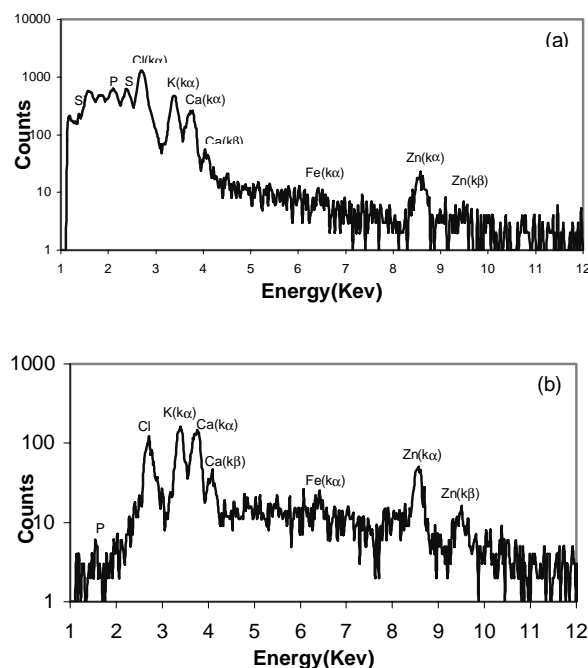 (a)
10000
1000
100
10
1
Counts
S
P
S
Cl(kα)
K(kα)
Ca(kα)
Ca(kβ)
Fe(kα)
Zn(kα)
Zn(kβ)
1 2 3 4 5 6 7 8 9 10 11 12
Energy(Kev)
(b)
1000
100
10
1
Counts
P
Cl
K(kα)
Ca(kα)
Ca(kβ)
Fe(kα)
Zn(kα)
Zn(kβ)
1 2 3 4 5 6 7 8 9 10 11 12
Energy(Kev)